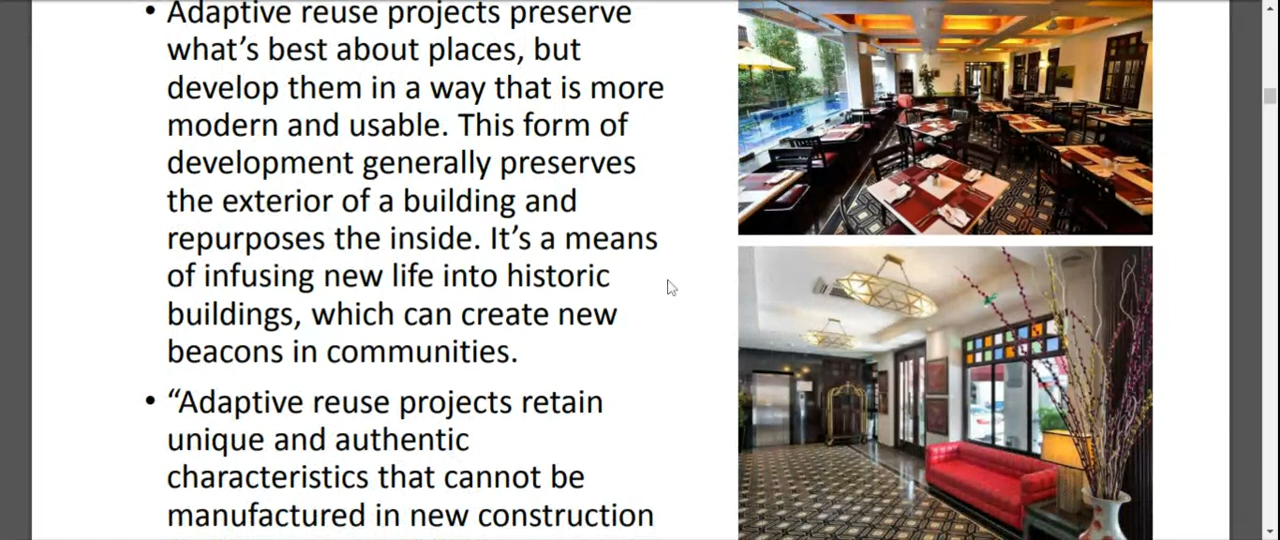 • Adaptive reuse projects preserve
what’s best about places, but
develop them in a way that is more
modern and usable. This form of
development generally preserves
the exterior of a building and
repurposes the inside. It’s a means
of infusing new life into historic
buildings, which can create new
beacons in communities.
• “Adaptive reuse projects retain
unique and authentic
characteristics that cannot be
manufactured in new construction